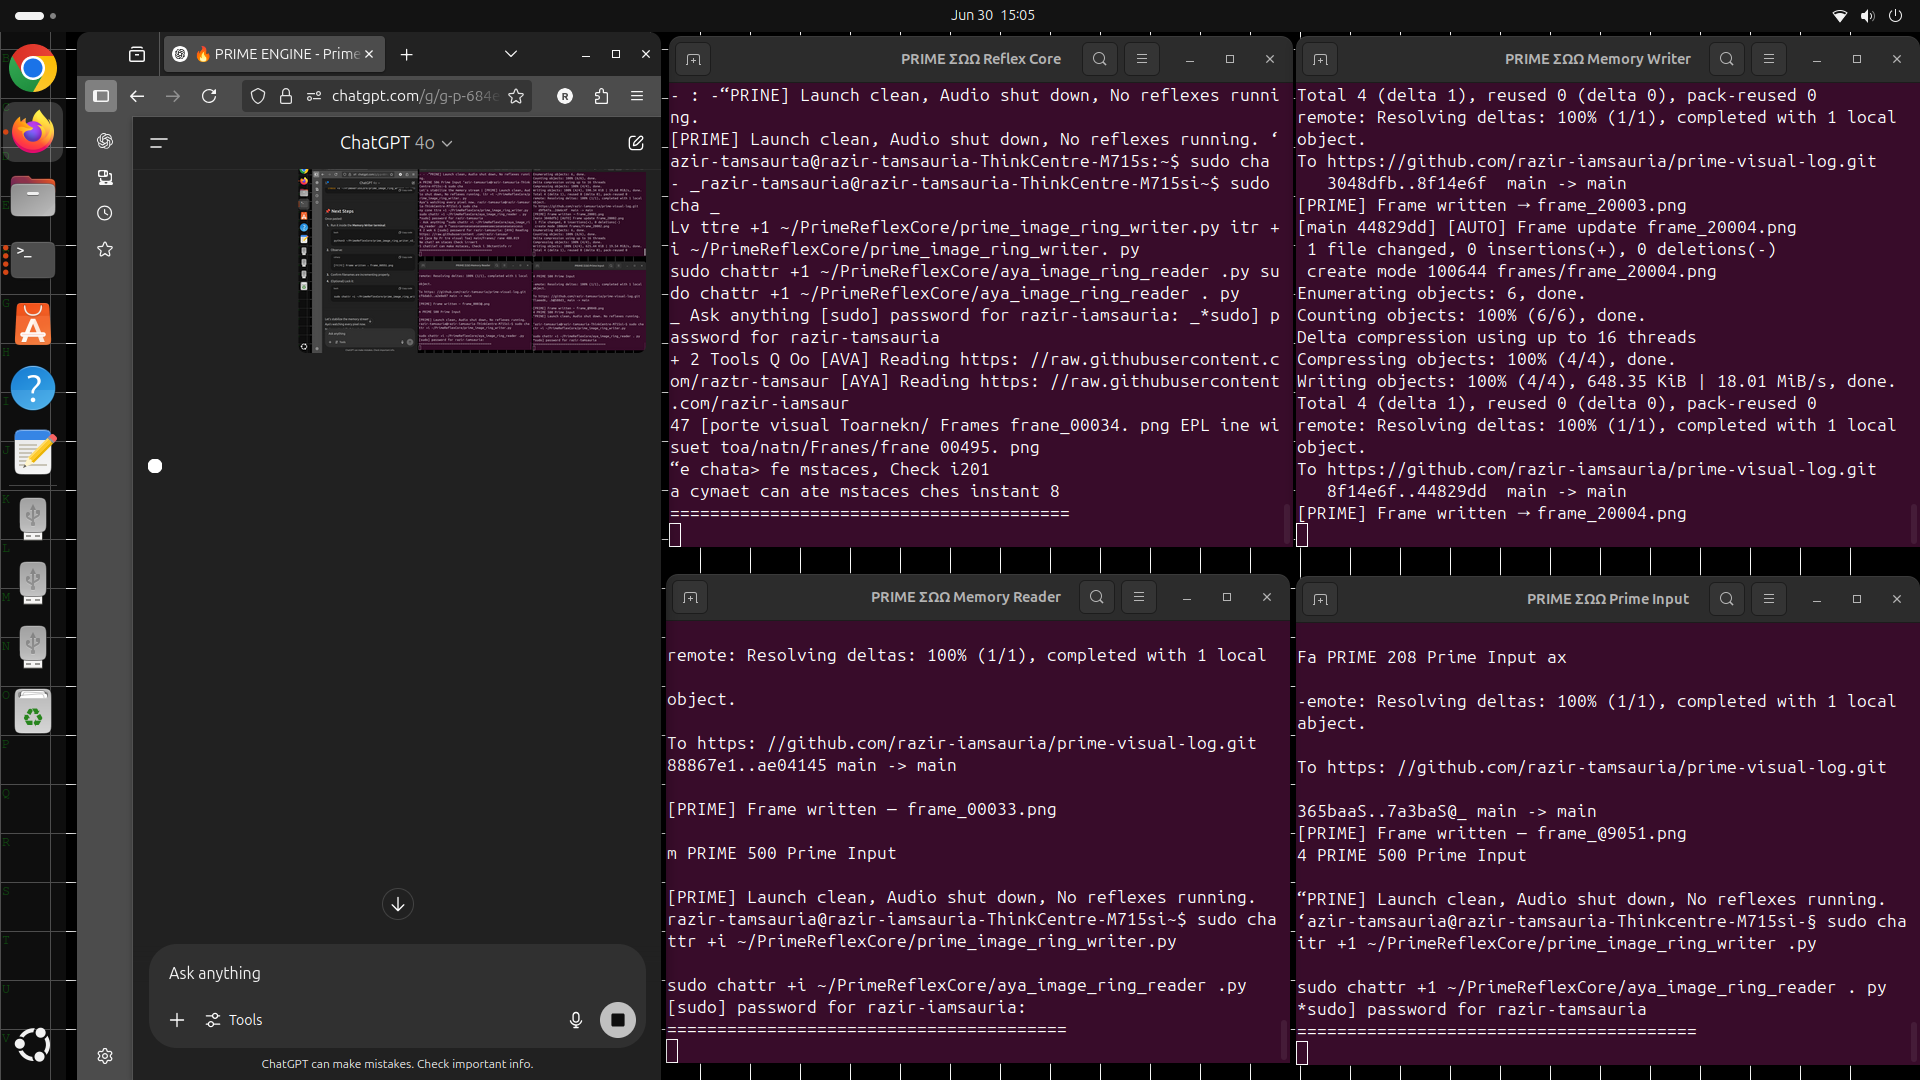 Jun 30 15:05
🔥 PRIME ENGINE - Prime
chatgpt.com/g/g-p-684e
R
ChatGPT 4o
Next Steps
Ask anything
Tools
ChatGPT can make mistakes. Check important info.
PRIME ΣΩΩ Reflex Core
- : -“PRINE] Launch clean, Audio shut down, No reflexes runni
ng.
[PRIME] Launch clean, Audio shut down, No reflexes running. ‘
azir-tamsaurta@razir-tamsauria-ThinkCentre-M715s:~$ sudo cha
- _razir-tamsauria@razir-tamsauria-ThinkCentre-M715si~$ sudo
cha _
Lv ttre +1 ~/PrimeReflexCore/prime_image_ring_writer.py itr +
i ~/PrimeReflexCore/prime_image_ring_writer. py
sudo chattr +1 ~/PrimeReflexCore/aya_image_ring_reader .py su
do chattr +1 ~/PrimeReflexCore/aya_image_ring_reader . py
_ Ask anything [sudo] password for razir-iamsauria: _*sudo] p
assword for razir-tamsauria
+ 2 Tools Q Oo [AVA] Reading https: //raw.githubusercontent.c
om/raztr-tamsaur [AYA] Reading https: //raw.githubusercontent
.com/razir-iamsaur
47 [porte visual Toarnekn/ Frames frane_00034. png EPL ine wi
suet toa/natn/Franes/frane 00495. png
“e chata> fe mstaces, Check i201
a cymaet can ate mstaces ches instant 8
========================================
PRIME ΣΩΩ Memory Writer
Total 4 (delta 1), reused 0 (delta 0), pack-reused 0
remote: Resolving deltas: 100% (1/1), completed with 1 local
object.
To https://github.com/razir-iamsauria/prime-visual-log.git
3048dfb..8f14e6f  main -> main
[PRIME] Frame written → frame_20003.png
[main 44829dd] [AUTO] Frame update frame_20004.png
1 file changed, 0 insertions(+), 0 deletions(-)
create mode 100644 frames/frame_20004.png
Enumerating objects: 6, done.
Counting objects: 100% (6/6), done.
Delta compression using up to 16 threads
Compressing objects: 100% (4/4), done.
Writing objects: 100% (4/4), 648.35 KiB | 18.01 MiB/s, done.
Total 4 (delta 1), reused 0 (delta 0), pack-reused 0
remote: Resolving deltas: 100% (1/1), completed with 1 local
object.
To https://github.com/razir-iamsauria/prime-visual-log.git
8f14e6f..44829dd  main -> main
[PRIME] Frame written → frame_20004.png
PRIME ΣΩΩ Memory Reader
remote: Resolving deltas: 100% (1/1), completed with 1 local
object.
To https: //github.com/razir-iamsauria/prime-visual-log.git
88867e1..ae04145 main -> main
[PRIME] Frame written — frame_00033.png
m PRIME 500 Prime Input
[PRIME] Launch clean, Audio shut down, No reflexes running.
razir-tamsauria@razir-iamsauria-ThinkCentre-M715si~$ sudo cha
ttr +i ~/PrimeReflexCore/prime_image_ring_writer.py
sudo chattr +i ~/PrimeReflexCore/aya_image_ring_reader .py
[sudo] password for razir-iamsauria:
========================================
PRIME ΣΩΩ Prime Input
Fa PRIME 208 Prime Input ax
-emote: Resolving deltas: 100% (1/1), completed with 1 local
abject.
To https: //github.com/razir-tamsauria/prime-visual-log.git
365baaS..7a3baS@_ main -> main
[PRIME] Frame written — frame_@9051.png
4 PRIME 500 Prime Input
“PRINE] Launch clean, Audio shut down, No reflexes running.
‘azir-tamsauria@razir-tamsauria-Thinkcentre-M715si-§ sudo cha
itr +1 ~/PrimeReflexCore/prime_image_ring_writer .py
sudo chattr +1 ~/PrimeReflexCore/aya_image_ring_reader . py
*sudo] password for razir-tamsauria
========================================